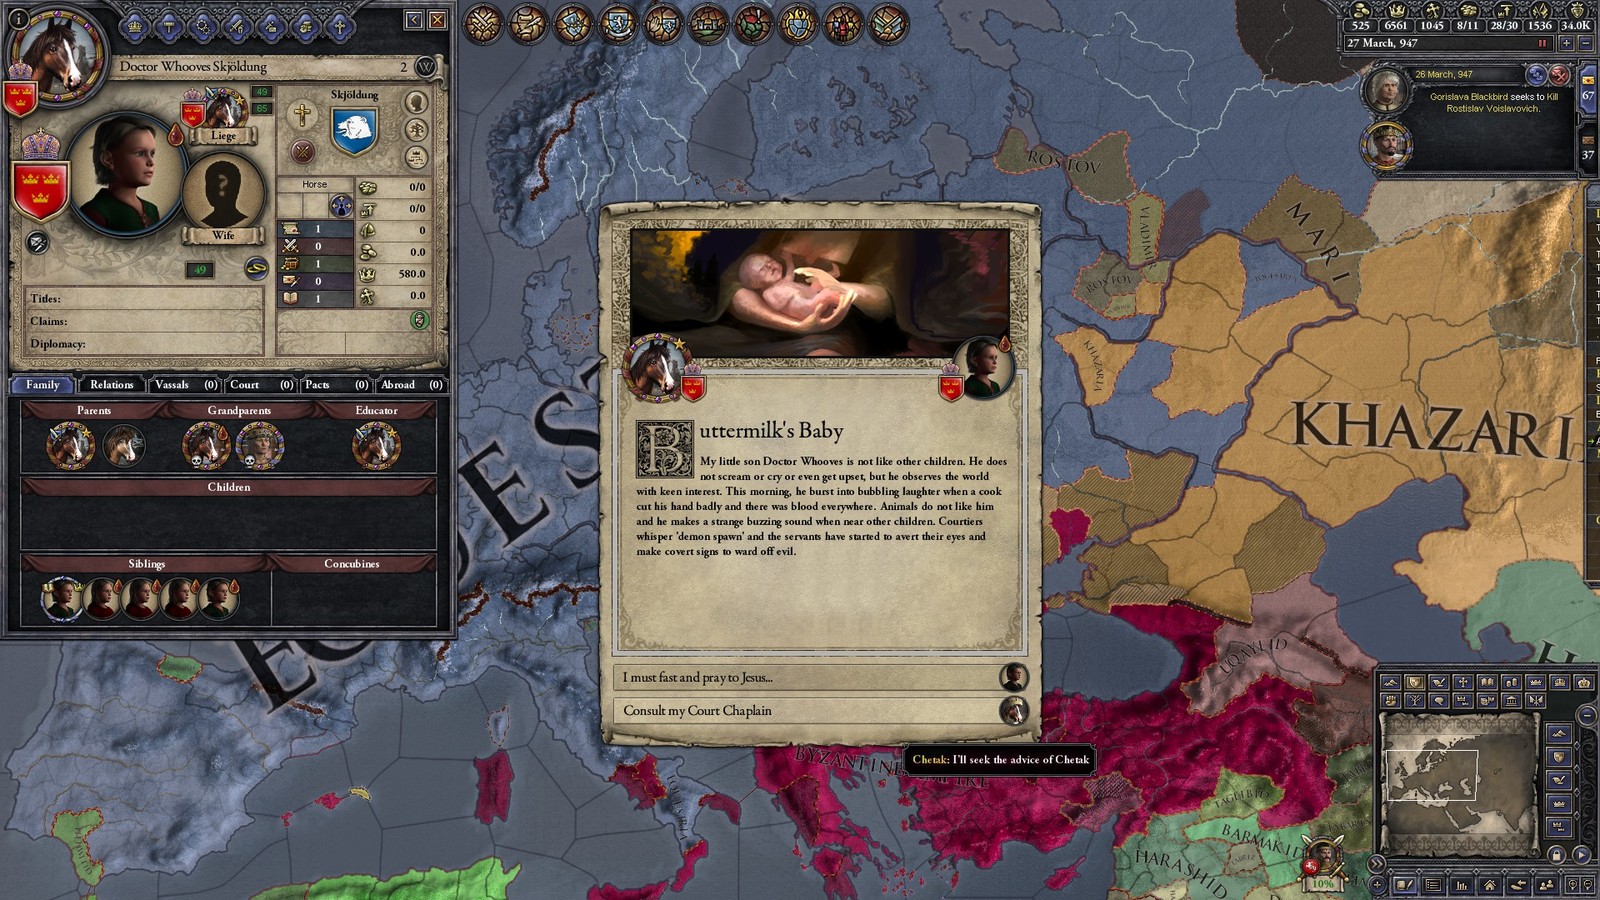 Doctor Whooves Skjöldung
2
W
49
65
Liege
Skjöldung
Wife
Horse
49
1
0
1
0
1
0/0
0/0
0
0.0
580.0
0.0
Titles:
Claims:
Diplomacy:
Family
Relations
Vassals (0)
Court (0)
Pacts (0)
Abroad (0)
Parents
Grandparents
Educator
Children
Siblings
Concubines
525
6561
1045
8/11
28/30
1536
34.0K
27 March, 947
26 March, 947
Gorislava Blackbird seeks to Kill
Rostislav Voislavovich.
67
37
Buttermilk's Baby
My little son Doctor Whooves is not like other children. He does
not scream or cry or even get upset, but he observes the world
with keen interest. This morning, he burst into bubbling laughter when a cook
cut his hand badly and there was blood everywhere. Animals do not like him
and he makes a strange buzzing sound when near other children. Courtiers
whisper 'demon spawn' and the servants have started to avert their eyes and
make covert signs to ward off evil.
I must fast and pray to Jesus...
Consult my Court Chaplain
Chetak: I'll seek the advice of Chetak
ROSTOV
VLADIMIR
MARI
ROSTOV
KHAZARIA
KHAZARI
UQAYLID
BYZANTINE EMPIRE
TAGLIBID
BARMAKID
HARASHID
10%